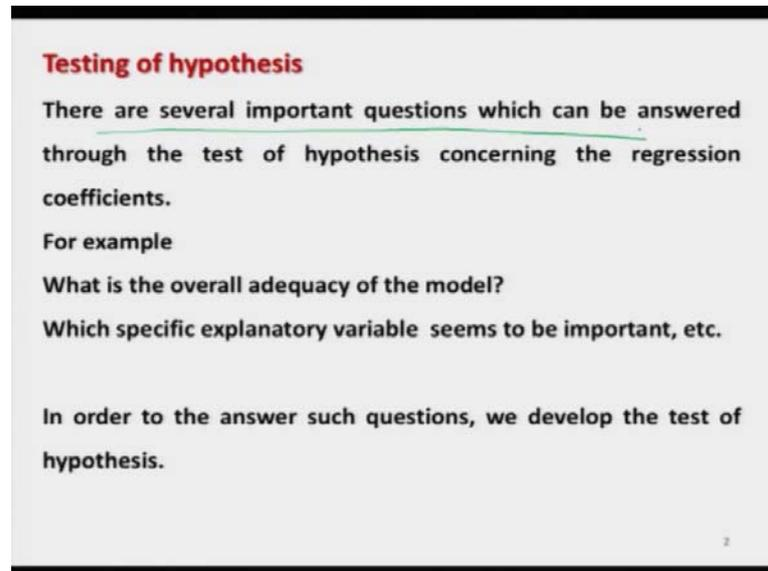 Testing of hypothesis
There are several important questions which can be answered
through the test of hypothesis concerning the regression
coefficients.
For example
What is the overall adequacy of the model?
Which specific explanatory variable seems to be important, etc.
In order to the answer such questions, we develop the test of
hypothesis.
2